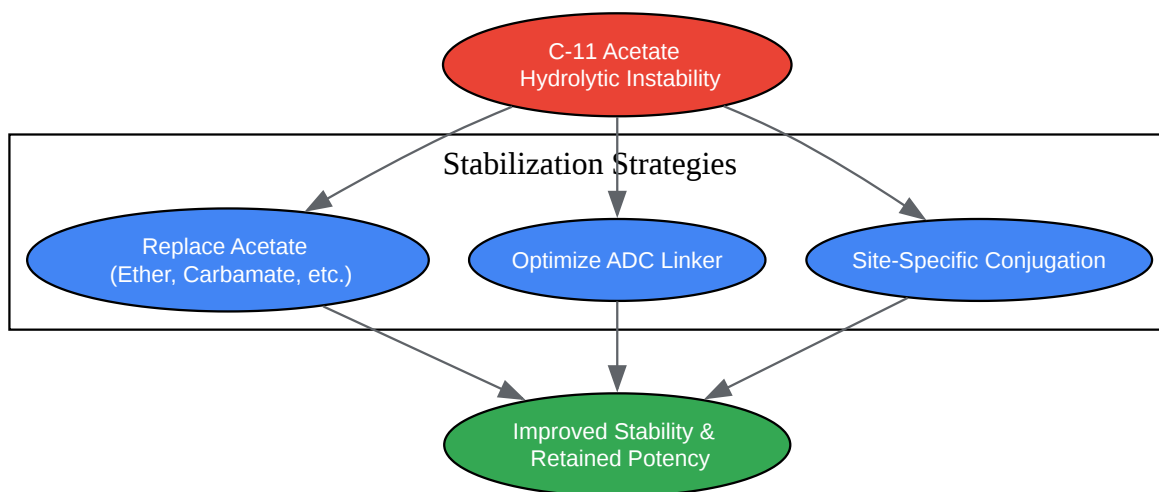 C-11 Acetate
Hydrolytic Instability
Stabilization Strategies
Replace Acetate
(Ether, Carbamate, etc.)
Optimize ADC Linker
Site-Specific Conjugation
Improved Stability &
Retained Potency